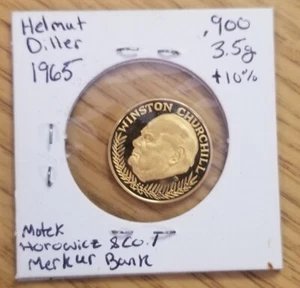 Helmut
Diller
1965
.900
3.5g
+10%
WINSTON CHURCHILL
Motek
Horowicz & Co. T
Merkur Bank